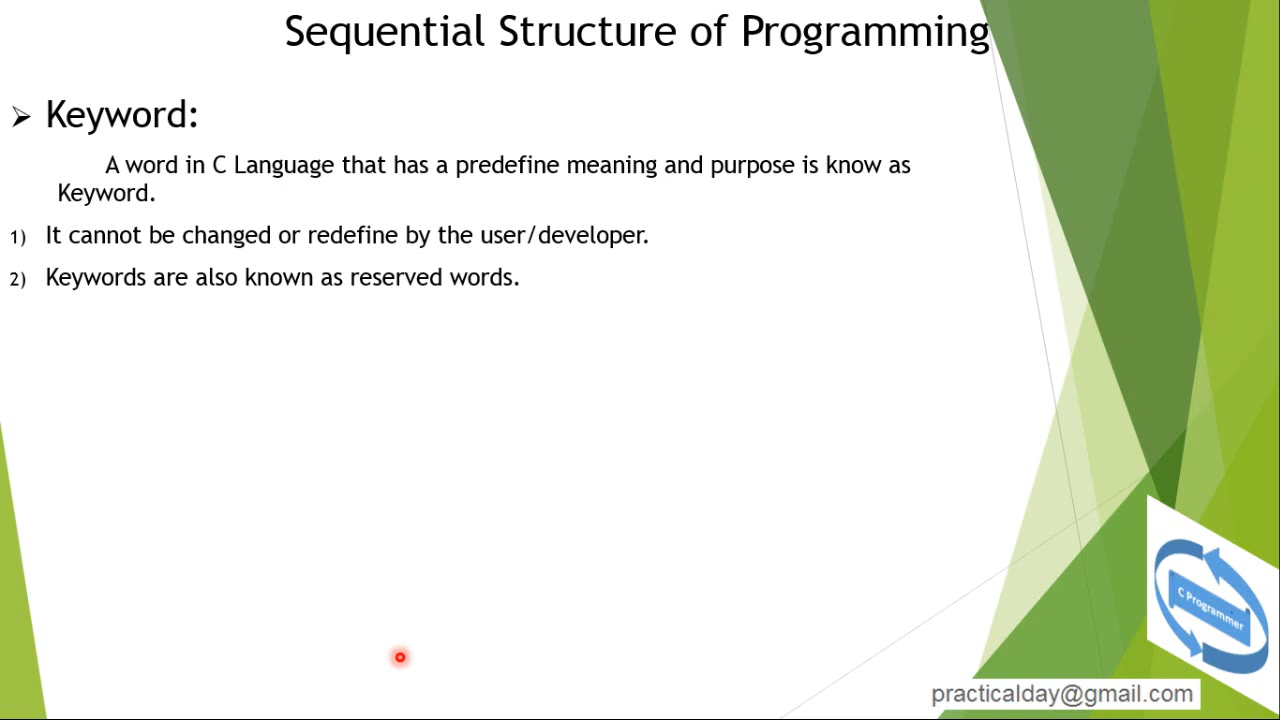 Sequential Structure of Programming
➢ Keyword:
A word in C Language that has a predefine meaning and purpose is know as
Keyword.
1) It cannot be changed or redefine by the user/developer.
2) Keywords are also known as reserved words.
C Programmer
practicalday@gmail.com